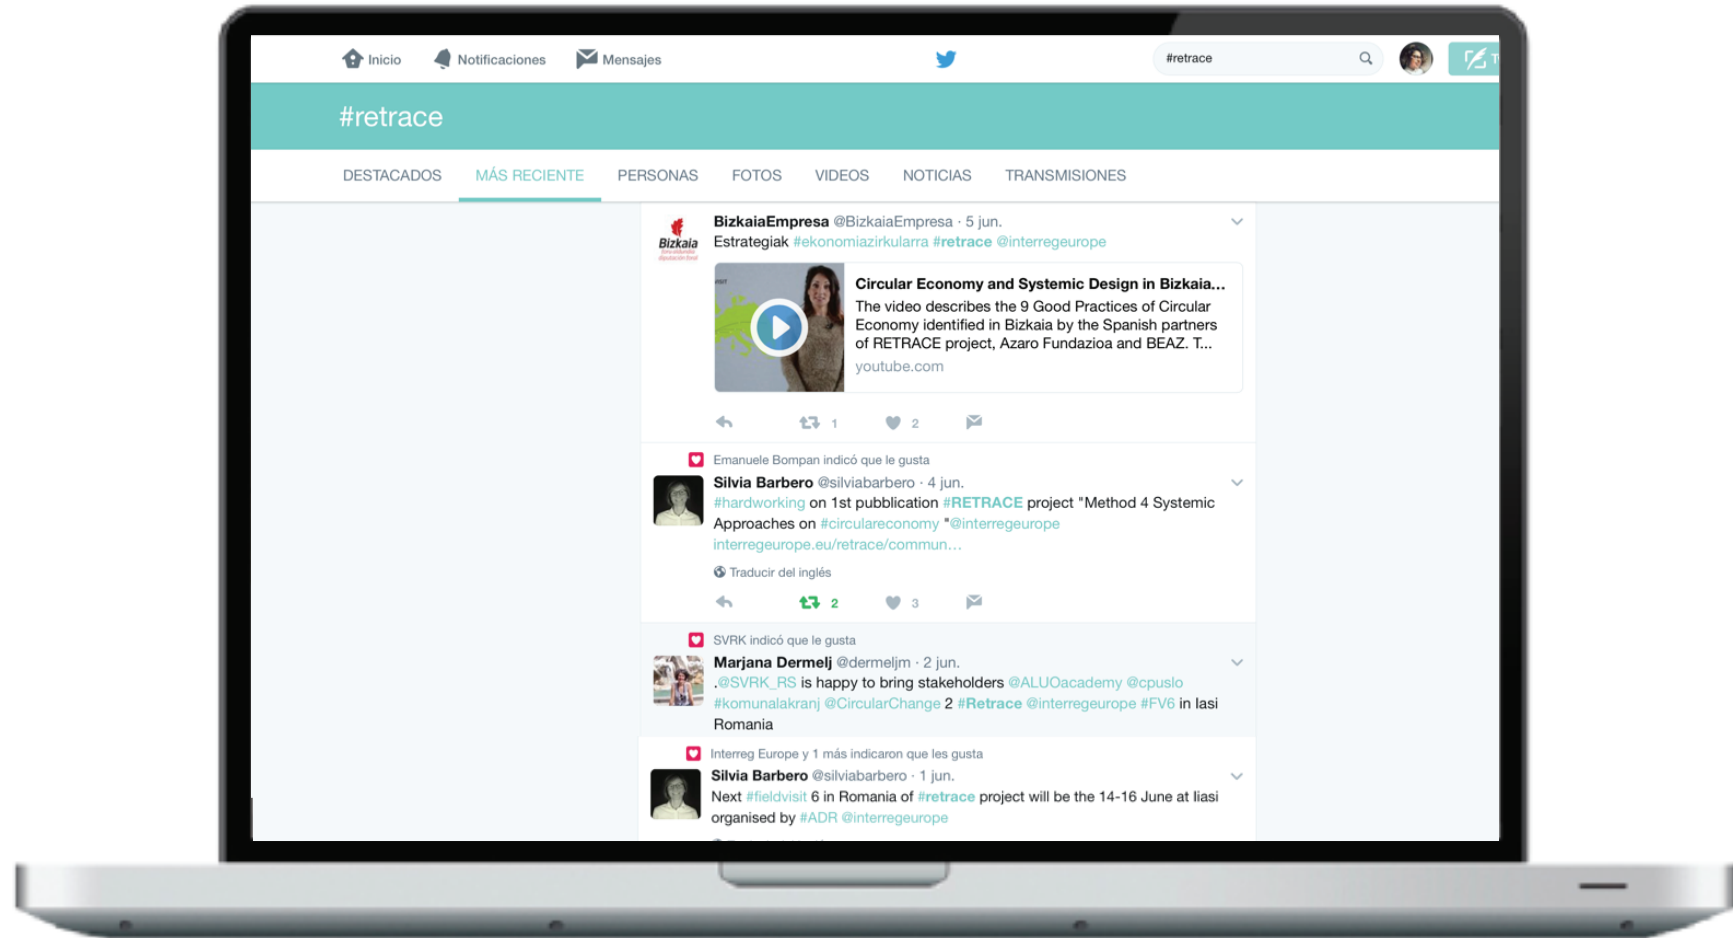 Inicio Notificaciones Mensajes #retrace
#retrace
DESTACADOS MÁS RECIENTE PERSONAS FOTOS VIDEOS NOTICIAS TRANSMISIONES
BizkaiaEmpresa @BizkaiaEmpresa · 5 jun.
Bizkaia
Estrategiak #ekonomiazirkularra #retrace @interregeurope
Circular Economy and Systemic Design in Bizkaia...
The video describes the 9 Good Practices of Circular
Economy identified in Bizkaia by the Spanish partners
of RETRACE project, Azaro Fundazioa and BEAZ. T...
youtube.com
1 2
Emanuele Bompan indicó que le gusta
Silvia Barbero @silviabarbero · 4 jun.
#hardworking on 1st pubblication #RETRACE project "Method 4 Systemic
Approaches on #circulareconomy "@interregeurope
interregeurope.eu/retrace/commun...
Traducir del inglés
2 3
SVRK indicó que le gusta
Marjana Dermelj @dermeljm · 2 jun.
.@SVRK_RS is happy to bring stakeholders @ALUOacademy @cpuslo
#komunalakranj @CircularChange 2 #Retrace @interregeurope #FV6 in Iasi
Romania
Interreg Europe y 1 más indicaron que les gusta
Silvia Barbero @silviabarbero · 1 jun.
Next #fieldvisit 6 in Romania of #retrace project will be the 14-16 June at Iiasi
organised by #ADR @interregeurope